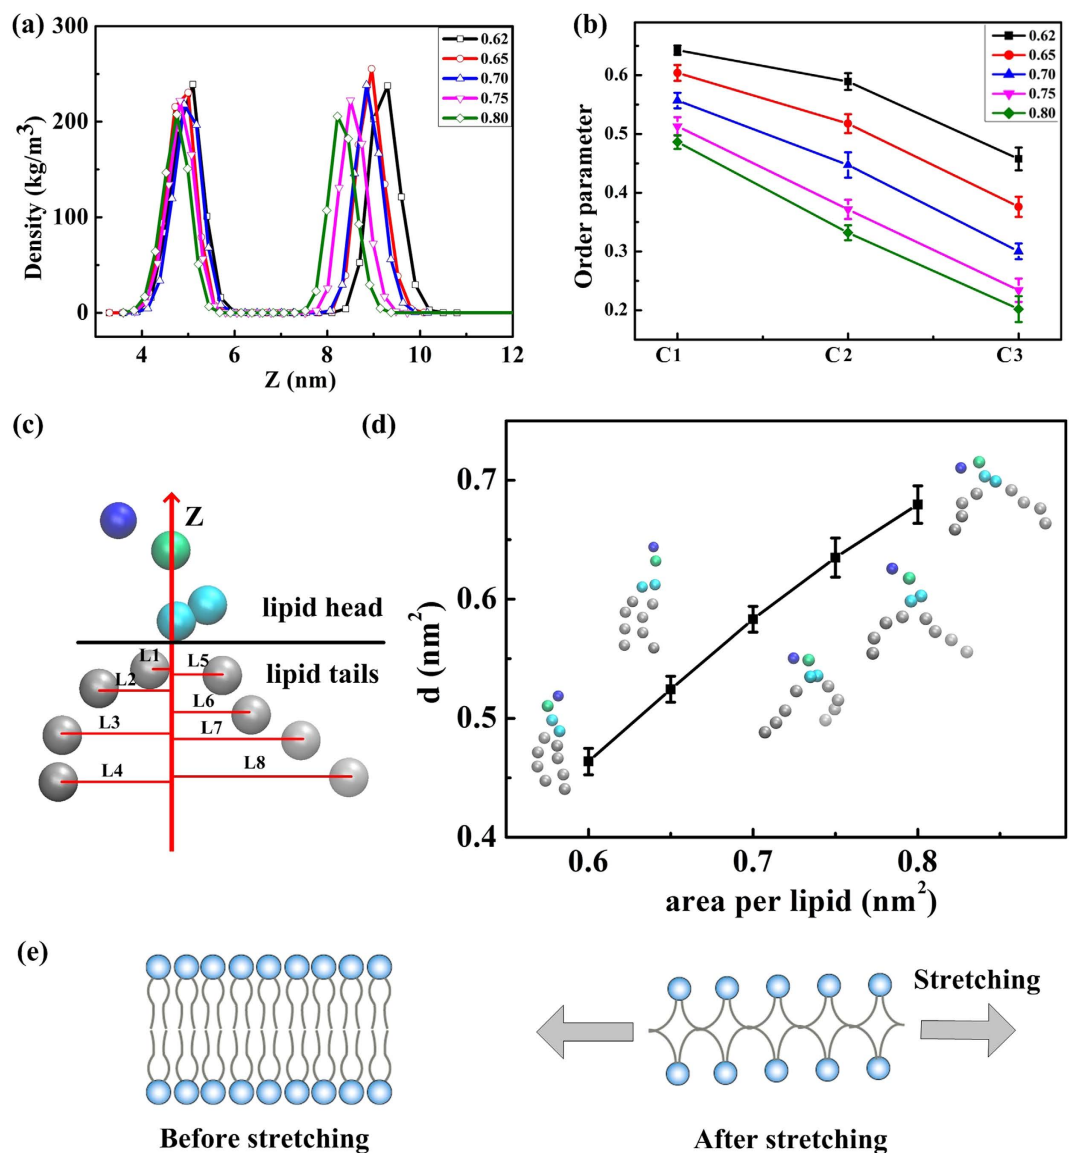 (a)
300
200
100
0
Density (kg/m³)
4 6 8 10 12
Z (nm)
0.62
0.65
0.70
0.75
0.80
(b)
0.6
0.5
0.4
0.3
0.2
Order parameter
C1 C2 C3
0.62
0.65
0.70
0.75
0.80
(c)
Z
lipid head
lipid tails
L1
L5
L2
L6
L3
L7
L4
L8
(d)
0.7
0.6
0.5
0.4
d (nm²)
0.6 0.7 0.8
area per lipid (nm²)
(e)
Before stretching
Stretching
After stretching